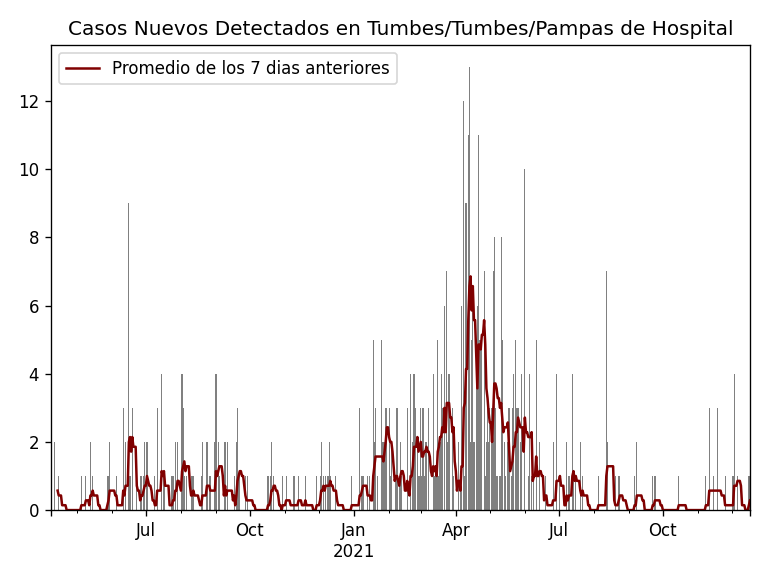 Casos Nuevos Detectados en Tumbes/Tumbes/Pampas de Hospital
Promedio de los 7 dias anteriores
12
10
8
6
4
2
0
Jul Oct Jan Apr Jul Oct
2021